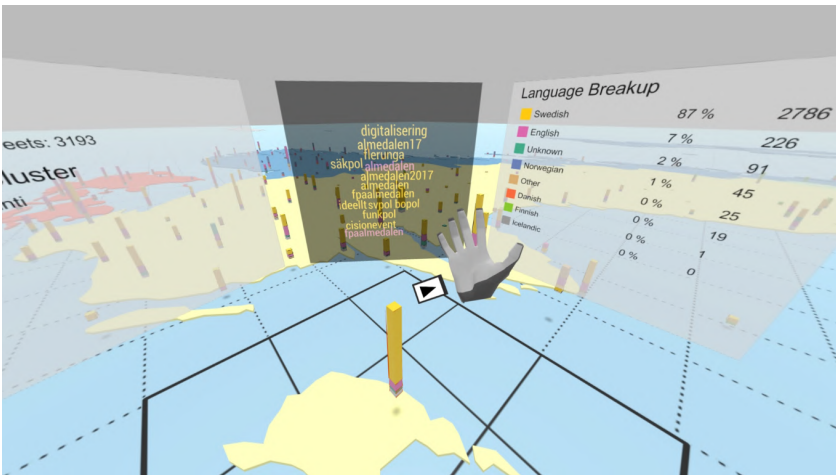 eets: 3193
luster
nti
digitalisering
almedalen17
flerunga
säkpol almedalen
almedalen2017
almedalen
fpaalmedalen
ideellt svpol bopol
funkpol
cisionevent
fpaalmedalen
Language Breakup
Swedish 87 % 2786
English 7 % 226
Unknown 2 % 91
Norwegian 1 % 45
Other 0 % 25
Danish 0 % 19
Finnish 0 % 1
Icelandic 0 % 0